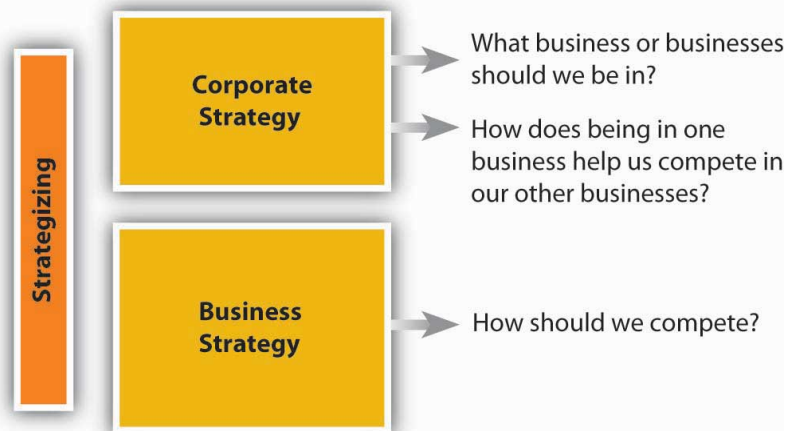 Strategizing
Corporate
Strategy
What business or businesses
should we be in?
How does being in one
business help us compete in
our other businesses?
Business
Strategy
How should we compete?